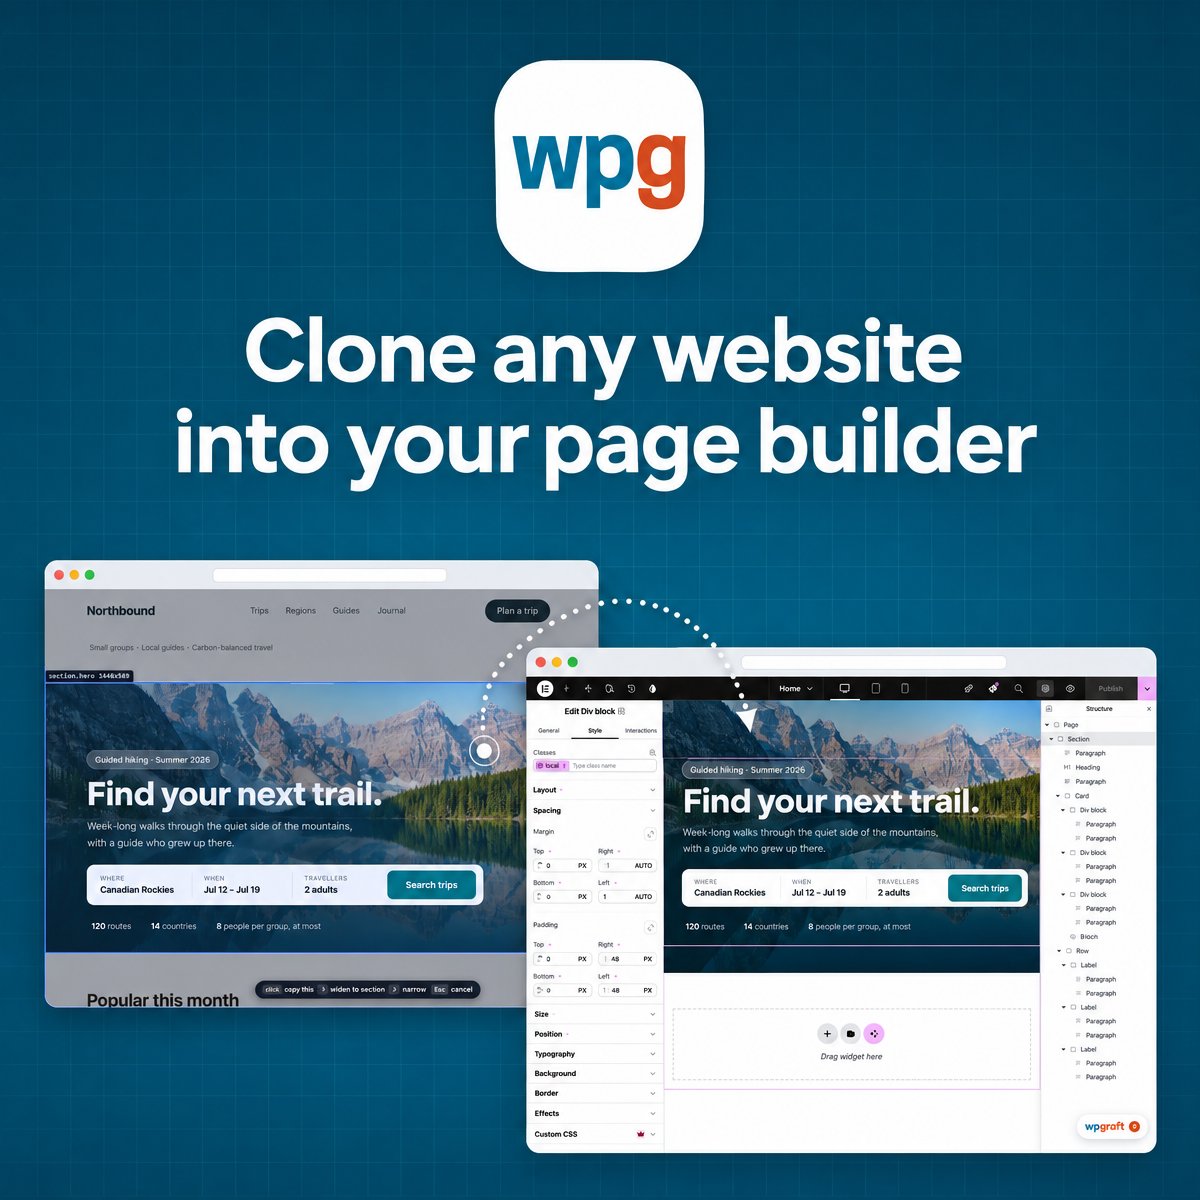 wpg
Clone any website
into your page builder
Northbound
Trips Regions Guides Journal
Plan a trip
Small groups · Local guides · Carbon-balanced travel
section.hero
Guided hiking · Summer 2026
Find your next trail.
Week-long walks through the quiet side of the mountains,
with a guide who grew up there.
WHERE WHEN TRAVELLERS
Canadian Rockies Jul 12 – Jul 19 2 adults
Search trips
120 routes 14 countries 8 people per group, at most
click copy this widen to section narrow Esc cancel
Popular this month
Home
Publish
Edit Div block
General Style Interactions
Classes
local Type class name
Layout
Spacing
Margin
Top Right
0 PX AUTO
Bottom Left
0 PX AUTO
Padding
Top Right
0 PX 48 PX
Bottom Left
0 PX 48 PX
Size
Position
Typography
Background
Border
Effects
Custom CSS
Guided hiking · Summer 2026
Find your next trail.
Week-long walks through the quiet side of the mountains,
with a guide who grew up there.
WHERE WHEN TRAVELLERS
Canadian Rockies Jul 12 – Jul 19 2 adults
Search trips
120 routes 14 countries 8 people per group, at most
Drag widget here
Structure
Page
Section
Paragraph
H1 Heading
Paragraph
Card
Div block
Paragraph
Paragraph
Div block
Paragraph
Paragraph
Div block
Paragraph
Paragraph
Row
Label
Paragraph
Paragraph
Label
Paragraph
Paragraph
Label
Paragraph
Paragraph
wpgraft 0